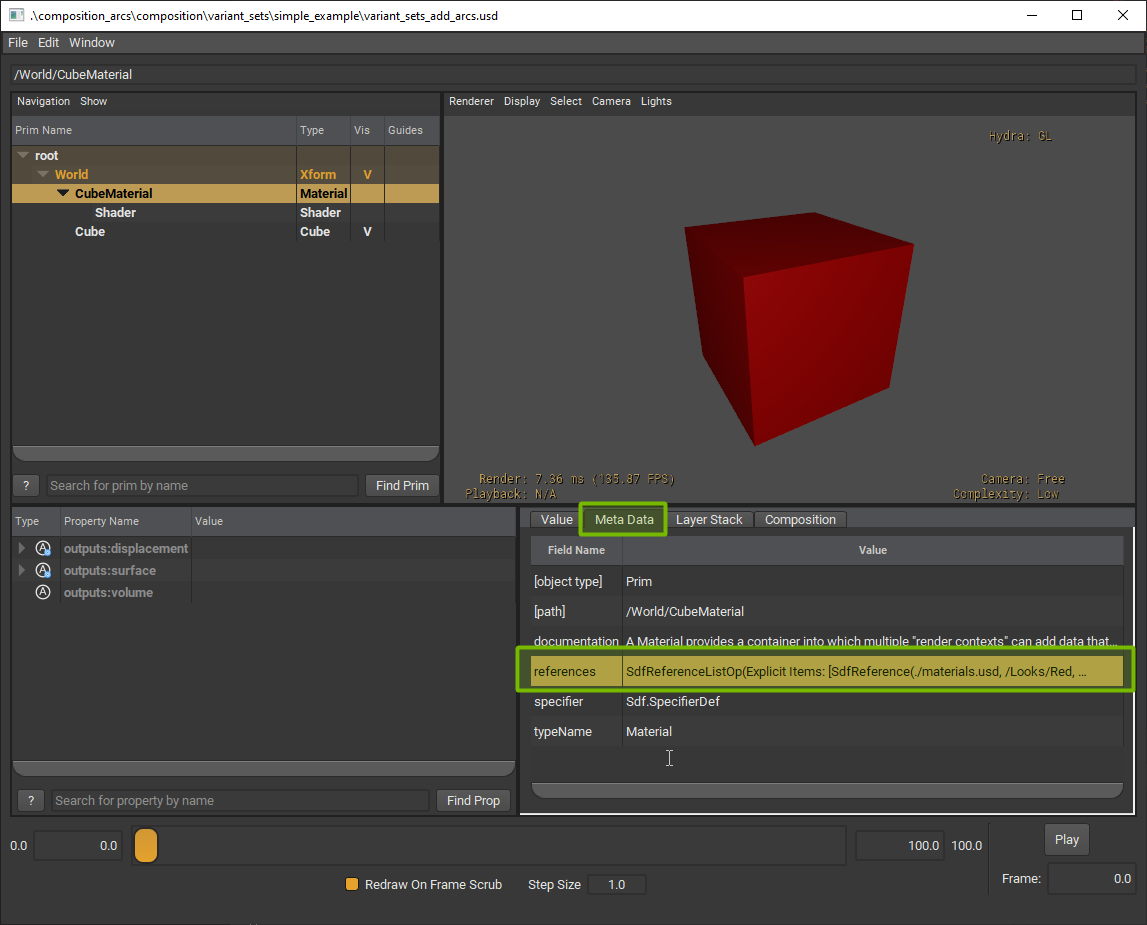 .\composition_arcs\composition\variant_sets\simple_example\variant_sets_add_arcs.usd
File Edit Window
/World/CubeMaterial
Navigation Show
Prim Name Type Vis Guides
root
World Xform V
CubeMaterial Material
Shader Shader
Cube Cube V
? Search for prim by name Find Prim
Renderer Display Select Camera Lights
Hydra: GL
Render: 7.36 ms (135.87 FPS)
Playback: N/A
Camera: Free
Complexity: Low
Type Property Name Value
A outputs:displacement
A outputs:surface
A outputs:volume
? Search for property by name Find Prop
Value Meta Data Layer Stack Composition
Field Name Value
[object type] Prim
[path] /World/CubeMaterial
documentation A Material provides a container into which multiple "render contexts" can add data that...
references SdfReferenceListOp(Explicit Items: [SdfReference(./materials.usd, /Looks/Red, ...
specifier Sdf.SpecifierDef
typeName Material
0.0 0.0 100.0 100.0 Play
Redraw On Frame Scrub Step Size 1.0
Frame: 0.0